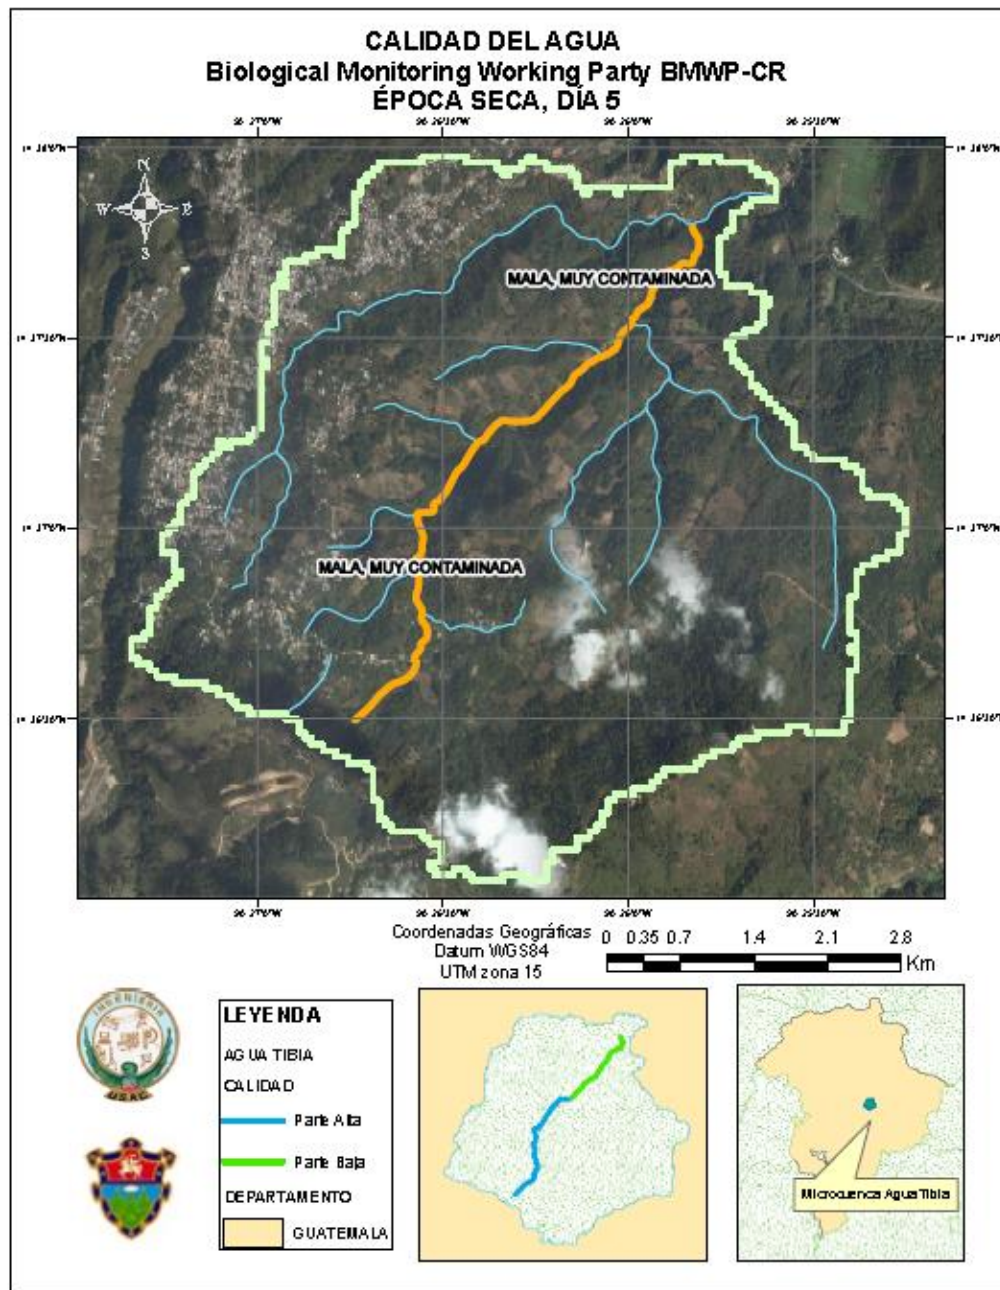 CALIDAD DEL AGUA
Biological Monitoring Working Party BMWP-CR
ÉPOCA SECA, DÍA 5
N
W E
S
MALA, MUY CONTAMINADA
MALA, MUY CONTAMINADA
Coordenadas Geográficas
Datum WGS84
UTM zona 15
0 0.35 0.7 1.4 2.1 2.8
Km
INGENIERIA
USAC
LEYENDA
AGUA TIBIA
CALIDAD
Parte Alta
Parte Baja
DEPARTAMENTO
GUATEMALA
Microcuenca Agua Tibia